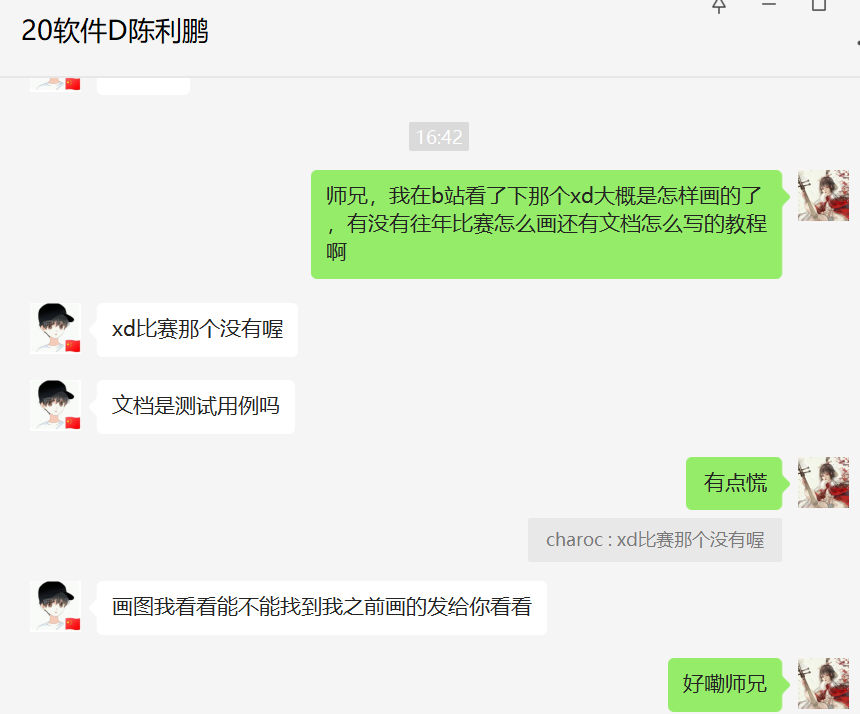 20软件D陈利鹏
16:42
师兄，我在b站看了下那个xd大概是怎样画的了
，有没有往年比赛怎么画还有文档怎么写的教程
啊
xd比赛那个没有喔
文档是测试用例吗
有点慌
charoc : xd比赛那个没有喔
画图我看看能不能找到我之前画的发给你看看
好嘞师兄